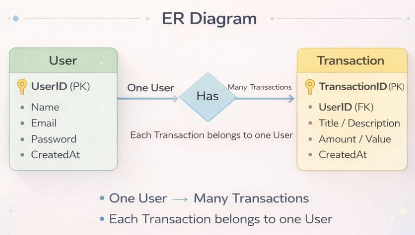 ER Diagram
User
UserID (PK)
Name
Email
Password
CreatedAt
One User
Has
Many Transactions
Each Transaction belongs to one User
Transaction
TransactionID (PK)
UserID (FK)
Title / Description
Amount / Value
CreatedAt
• One User → Many Transactions
• Each Transaction belongs to one User